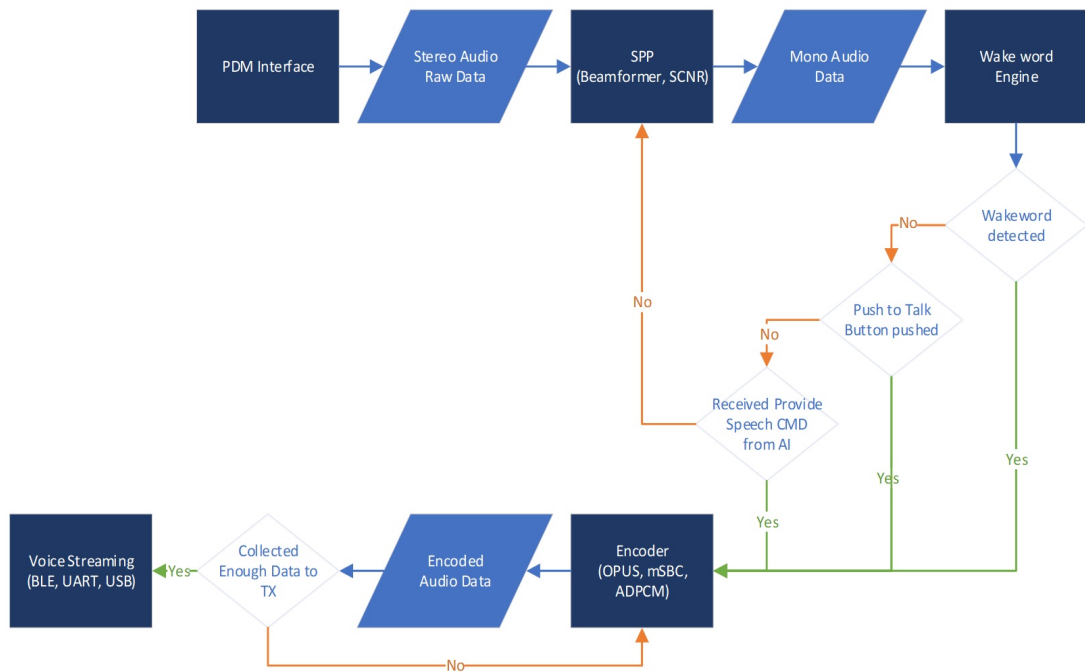 PDM Interface
Stereo Audio
Raw Data
SPP
(Beamformer, SCNR)
Mono Audio
Data
Wake word
Engine
Wakeword
detected
No
Push to Talk
Button pushed
No
No
Received Provide
Speech CMD
from AI
Yes
Yes
Yes
Voice Streaming
(BLE, UART, USB)
Yes
Collected
Enough Data to
TX
Encoded
Audio Data
Encoder
(OPUS, mSBC,
ADPCM)
No